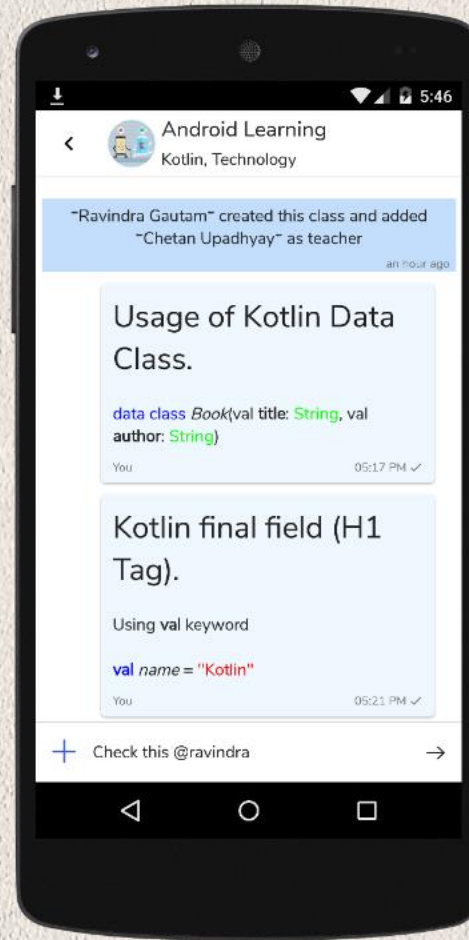 5:46
Android Learning
Kotlin, Technology
~Ravindra Gautam~ created this class and added
~Chetan Upadhyay~ as teacher
an hour ago
Usage of Kotlin Data
Class.
data class Book(val title: String, val
author: String)
You 05:17 PM ✓
Kotlin final field (H1
Tag).
Using val keyword
val name = "Kotlin"
You 05:21 PM ✓
Check this @ravindra